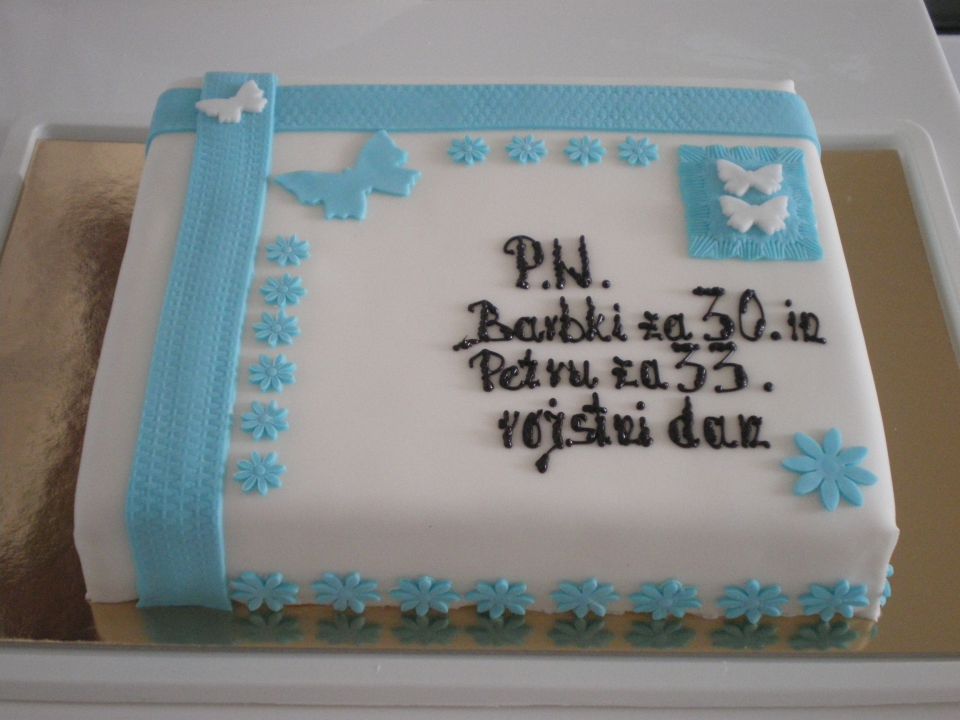 P.N.
Barbki za 30. in
Petru za 33.
rojstni dan